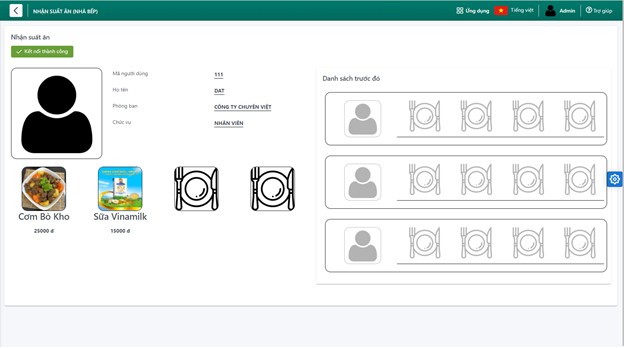 NHẬN SUẤT ĂN (NHÀ BẾP)
Ứng dụng
Tiếng việt
Admin
Trợ giúp
Nhận suất ăn
Kết nối thành công
Mã người dùng
111
Họ tên
DAT
Phòng ban
CÔNG TY CHUYÊN VIỆT
Chức vụ
NHÂN VIÊN
Cơm Bò Kho
25000 đ
Sữa Vinamilk
15000 đ
Danh sách trước đó